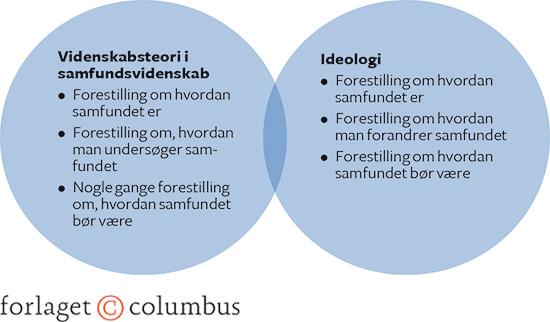 Videnskabsteori i
samfundsvidenskab
• Forestilling om hvordan
samfundet er
• Forestilling om, hvordan
man undersøger sam-
fundet
• Nogle gange forestilling
om, hvordan samfundet
bør være
Ideologi
• Forestilling om hvordan
samfundet er
• Forestilling om hvordan
man forandrer samfundet
• Forestilling om hvordan
samfundet bør være
forlaget © columbus